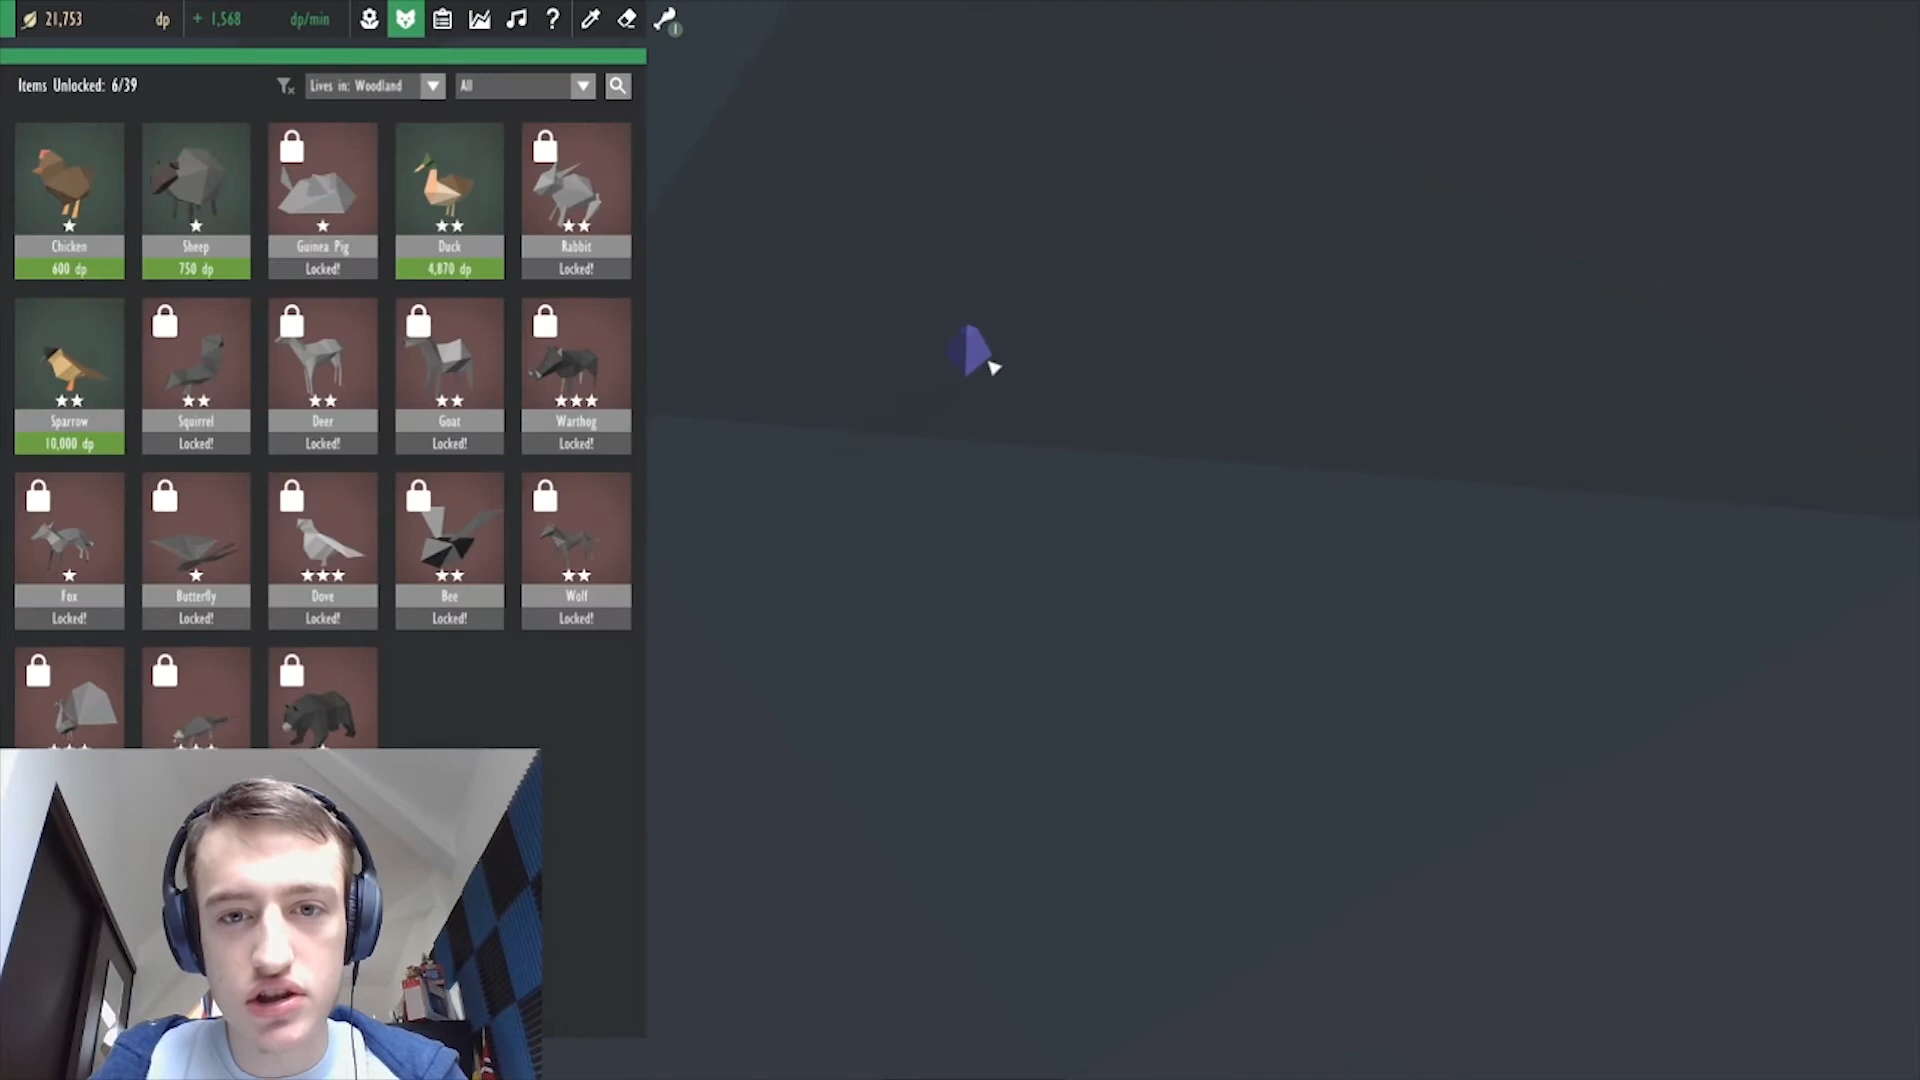 21,753 dp + 1,568 dp/min ?
Items Unlocked: 6/39 Lives in: Woodland All
Chicken Sheep Guinea Pig Duck Rabbit
600 dp 750 dp Locked! 4,870 dp Locked!
Sparrow Squirrel Deer Goat Warthog
10,000 dp Locked! Locked! Locked! Locked!
Fox Butterfly Dove Bee Wolf
Locked! Locked! Locked! Locked! Locked!